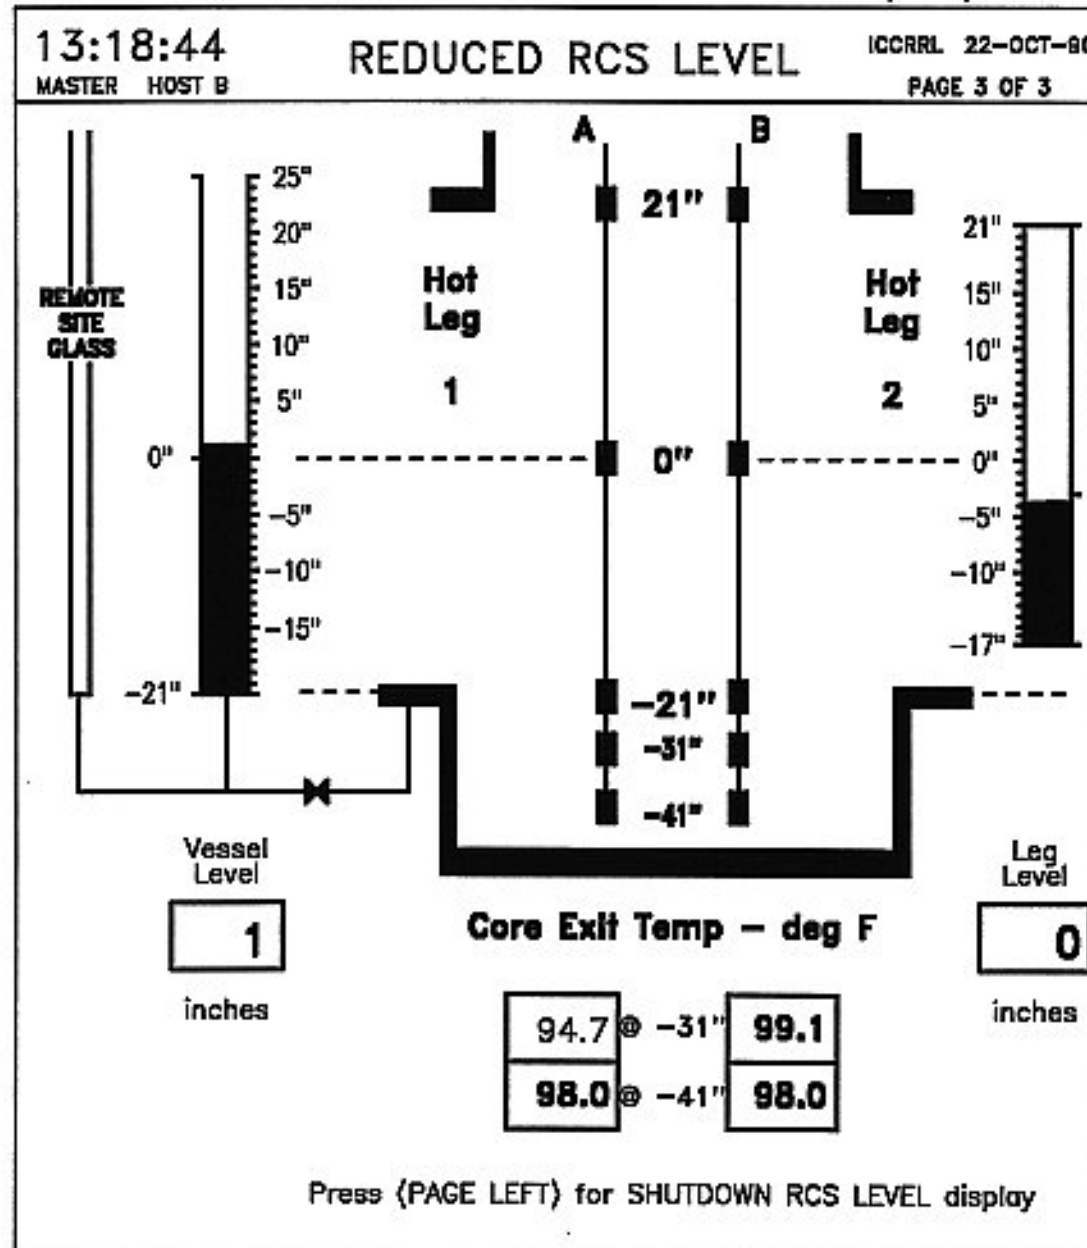 13:18:44
MASTER HOST B
REDUCED RCS LEVEL
ICCRRL 22-OCT-
PAGE 3 OF 3
A
B
25"
20"
15"
10"
5"
0"
-5"
-10"
-15"
-21"
REMOTE
SITE
GLASS
Hot
Leg
1
21"
0"
-21"
-31"
-41"
Hot
Leg
2
21"
15"
10"
5"
0"
-5"
-10"
-17"
Vessel
Level
1
inches
Core Exit Temp - deg F
94.7 @ -31" 99.1
98.0 @ -41" 98.0
Leg
Level
0
inches
Press (PAGE LEFT) for SHUTDOWN RCS LEVEL display